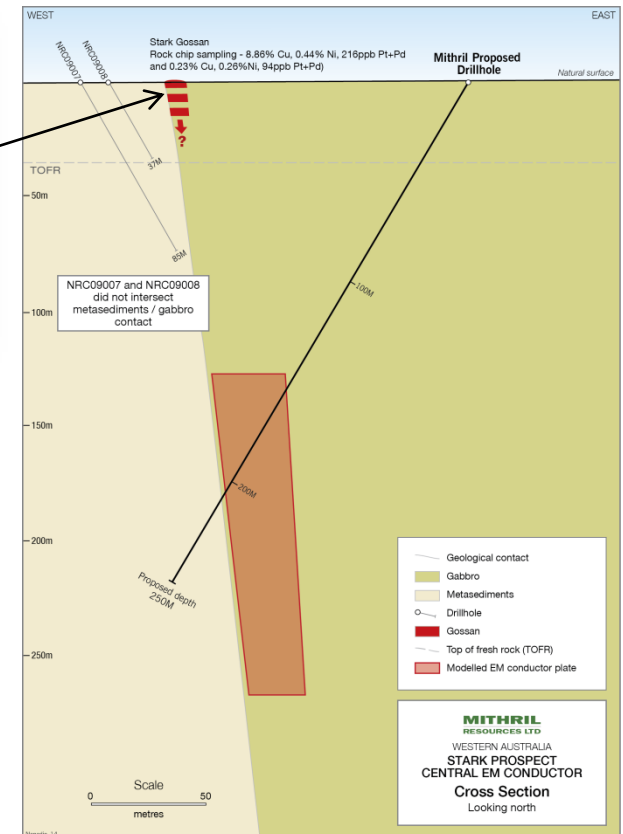 WEST
EAST
Stark Gossan
Rock chip sampling - 8.86% Cu, 0.44% Ni, 216ppb Pt+Pd
and 0.23% Cu, 0.26%Ni, 94ppb Pt+Pd)
Mithril Proposed
Drillhole
NRC09007
NRC09008
Natural surface
?
37M
TOFR
50m
85M
NRC09007 and NRC09008
did not intersect
metasediments / gabbro
contact
100M
100m
150m
200M
200m
Proposed depth
250M
250m
Geological contact
Gabbro
Metasediments
Drillhole
Gossan
Top of fresh rock (TOFR)
Modelled EM conductor plate
MITHRIL
RESOURCES LTD
WESTERN AUSTRALIA
STARK PROSPECT
CENTRAL EM CONDUCTOR
Cross Section
Looking north
Scale
0
50
metres